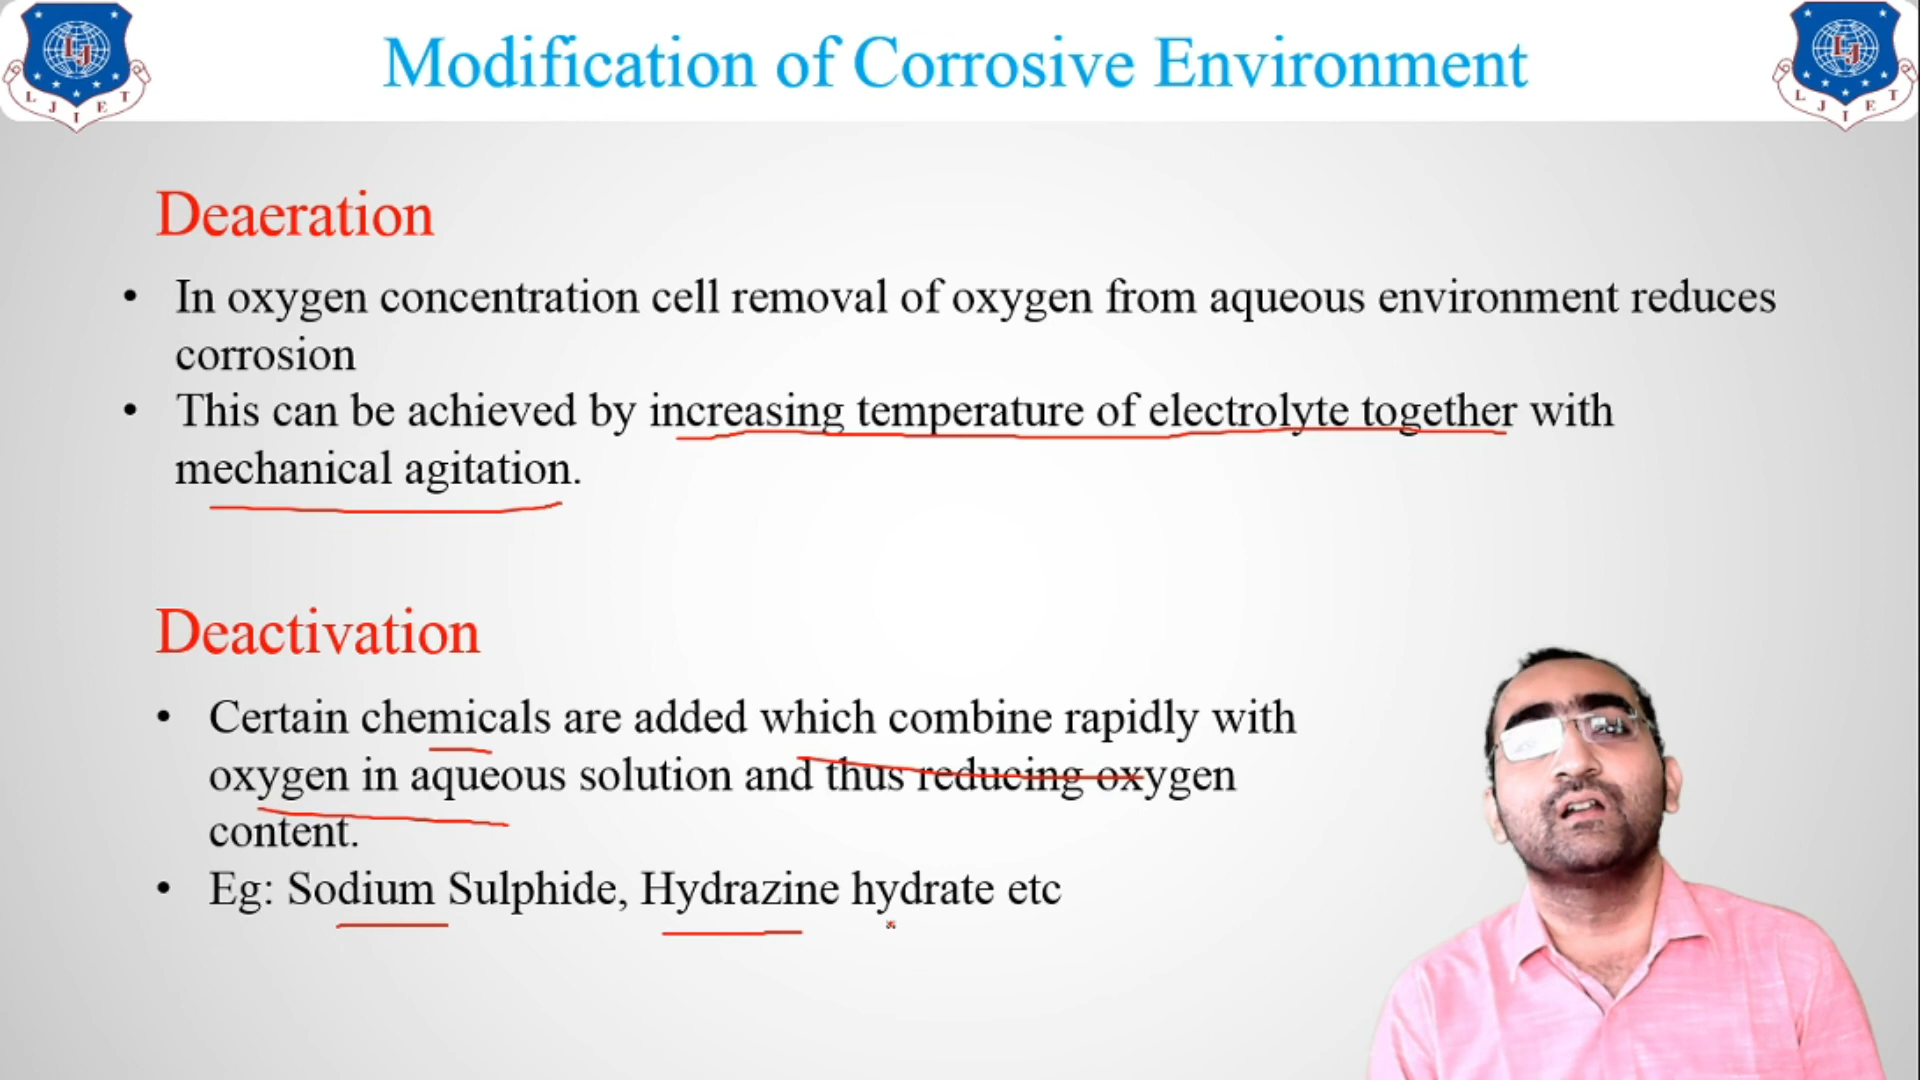 Modification of Corrosive Environment
L J I E T
L J I E T
Deaeration
• In oxygen concentration cell removal of oxygen from aqueous environment reduces
corrosion
• This can be achieved by increasing temperature of electrolyte together with
mechanical agitation.
Deactivation
• Certain chemicals are added which combine rapidly with
oxygen in aqueous solution and thus reducing oxygen
content.
• Eg: Sodium Sulphide, Hydrazine hydrate etc